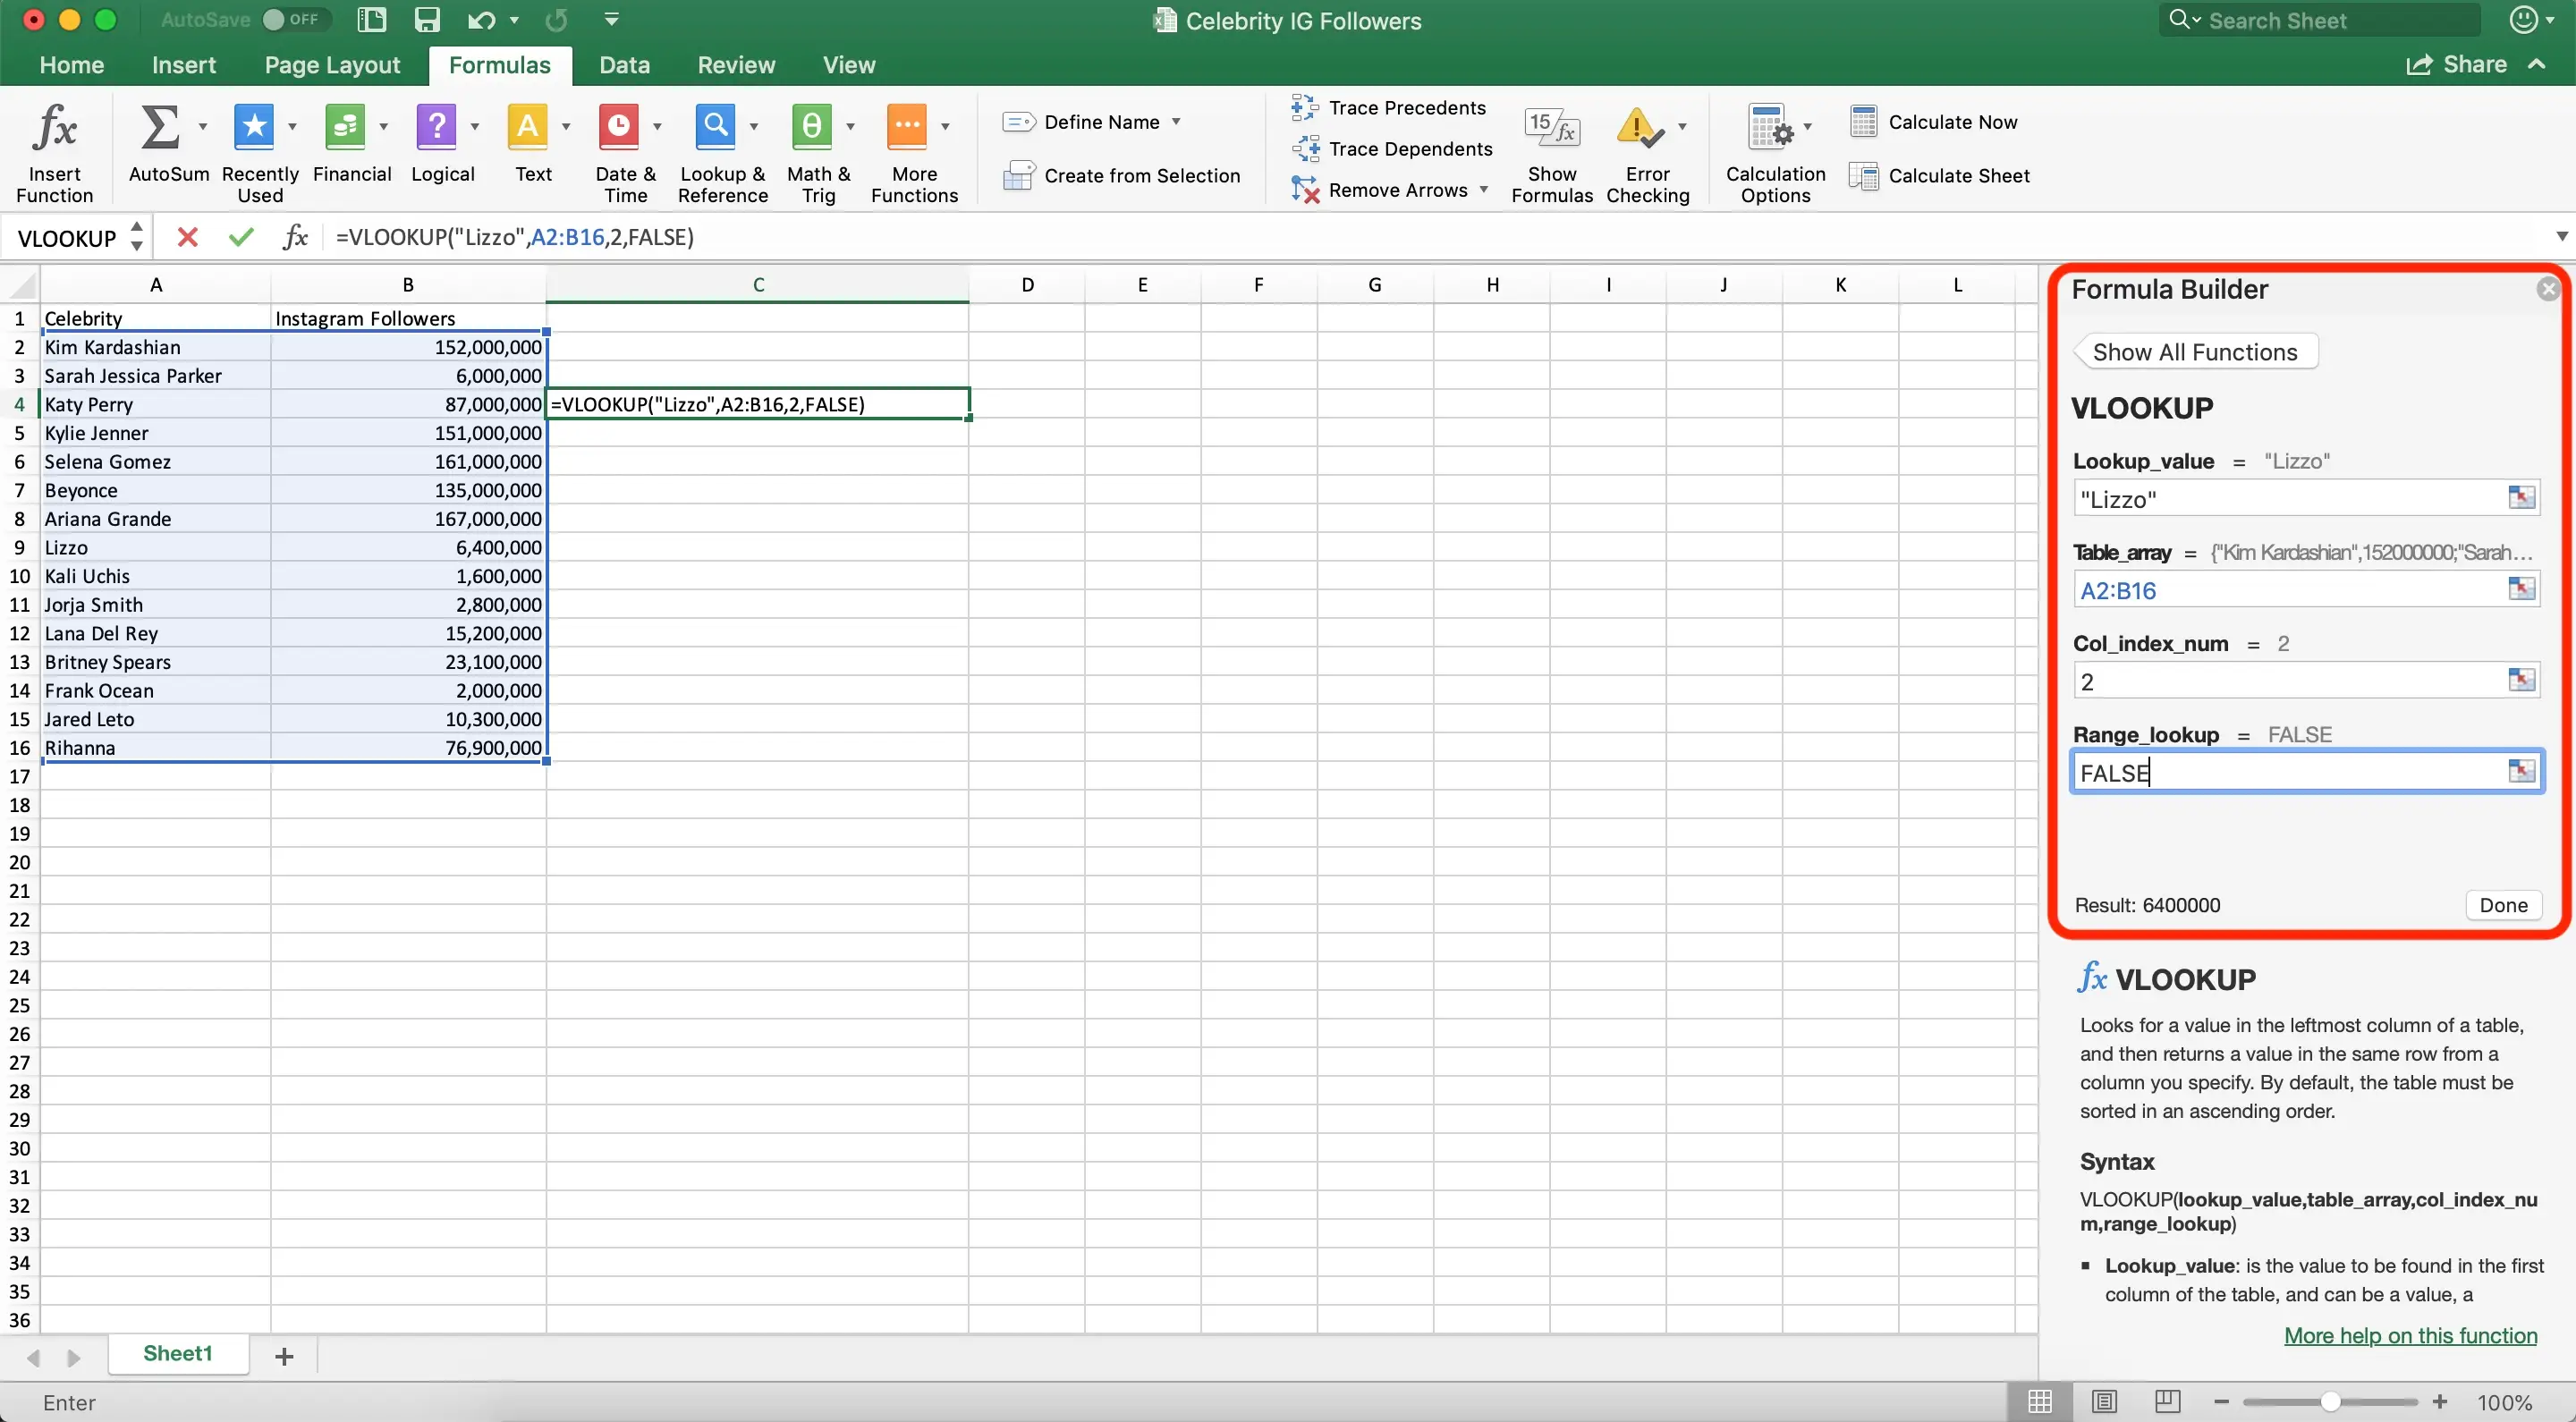 AutoSave OFF
Celebrity IG Followers
Search Sheet
Home Insert Page Layout Formulas Data Review View
Share
fx
Insert Function
AutoSum
Recently Used
Financial
?
Logical
A
Text
Date & Time
Lookup & Reference
θ
Math & Trig
More Functions
Define Name
Create from Selection
Trace Precedents
Trace Dependents
Remove Arrows
15 fx
Show Formulas
Error Checking
Calculation Options
Calculate Now
Calculate Sheet
VLOOKUP fx =VLOOKUP("Lizzo",A2:B16,2,FALSE)
A B C D E F G H I J K L
1 Celebrity Instagram Followers
2 Kim Kardashian 152,000,000
3 Sarah Jessica Parker 6,000,000
4 Katy Perry 87,000,000 =VLOOKUP("Lizzo",A2:B16,2,FALSE)
5 Kylie Jenner 151,000,000
6 Selena Gomez 161,000,000
7 Beyonce 135,000,000
8 Ariana Grande 167,000,000
9 Lizzo 6,400,000
10 Kali Uchis 1,600,000
11 Jorja Smith 2,800,000
12 Lana Del Rey 15,200,000
13 Britney Spears 23,100,000
14 Frank Ocean 2,000,000
15 Jared Leto 10,300,000
16 Rihanna 76,900,000
17
18
19
20
21
22
23
24
25
26
27
28
29
30
31
32
33
34
35
36
Formula Builder
Show All Functions
VLOOKUP
Lookup_value = "Lizzo"
"Lizzo"
Table_array = {"Kim Kardashian",152000000;"Sarah...
A2:B16
Col_index_num = 2
2
Range_lookup = FALSE
FALSE
Result: 6400000
Done
fx VLOOKUP
Looks for a value in the leftmost column of a table,
and then returns a value in the same row from a
column you specify. By default, the table must be
sorted in an ascending order.
Syntax
VLOOKUP(lookup_value,table_array,col_index_nu
m,range_lookup)
▪ Lookup_value: is the value to be found in the first
column of the table, and can be a value, a
More help on this function
Sheet1 +
Enter
− + 100%